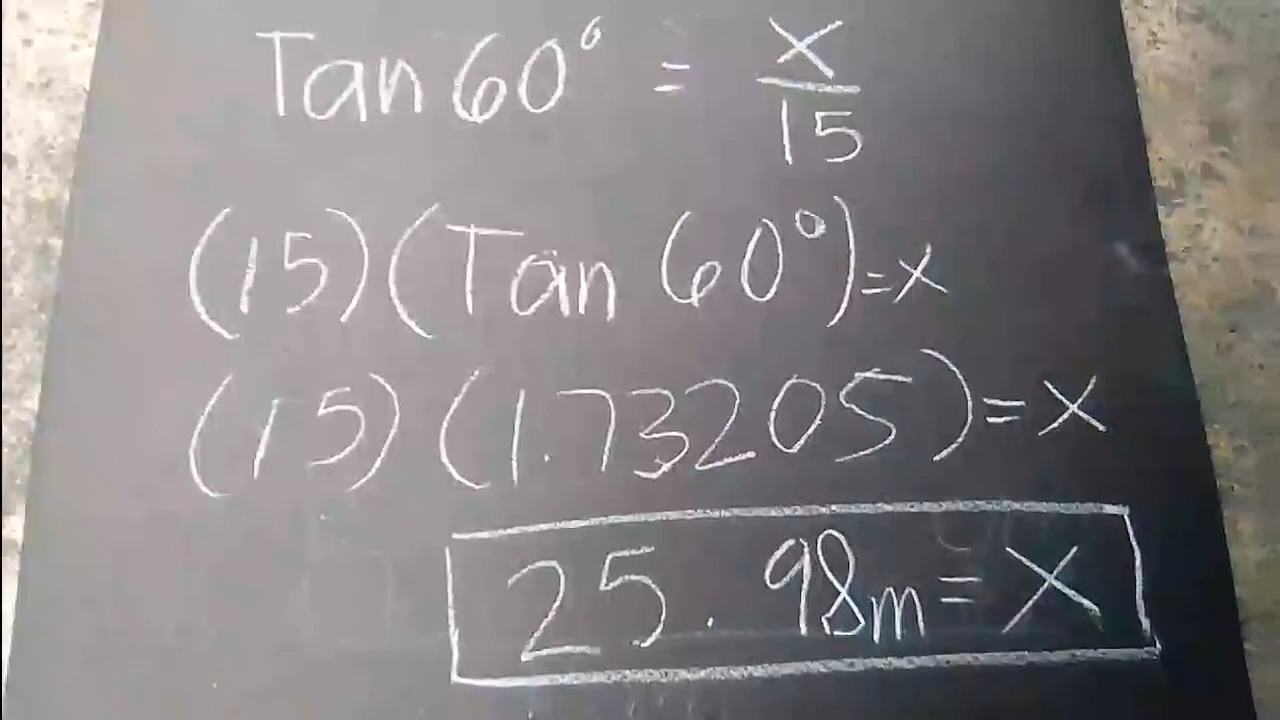 Tan 60° = x/15
(15)(Tan 60°)=x
(15)(1.73205)=x
25.98m=x